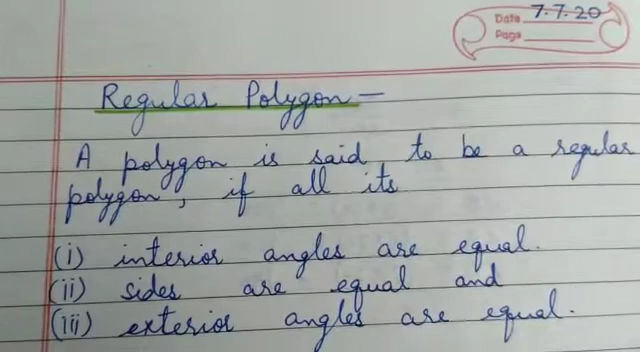 Date 7.7.20
Page
Regular Polygon -
A polygon is said to be a regular
polygon, if all its
(i) interior angles are equal.
(ii) sides are equal and
(iii) exterior angles are equal.